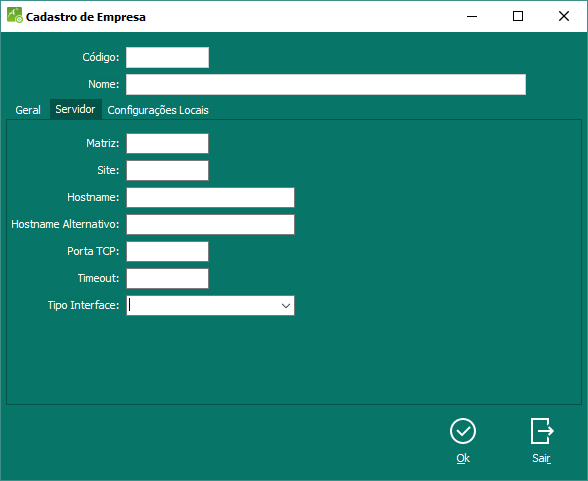 Cadastro de Empresa
Código:
Nome:
Geral Servidor Configurações Locais
Matriz:
Site:
Hostname:
Hostname Alternativo:
Porta TCP:
Timeout:
Tipo Interface:
Ok Sair